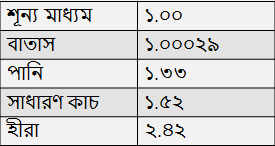 শূন্য মাধ্যম ১.০০
বাতাস ১.০০০২৯
পানি ১.৩৩
সাধারণ কাচ ১.৫২
হীরা ২.৪২